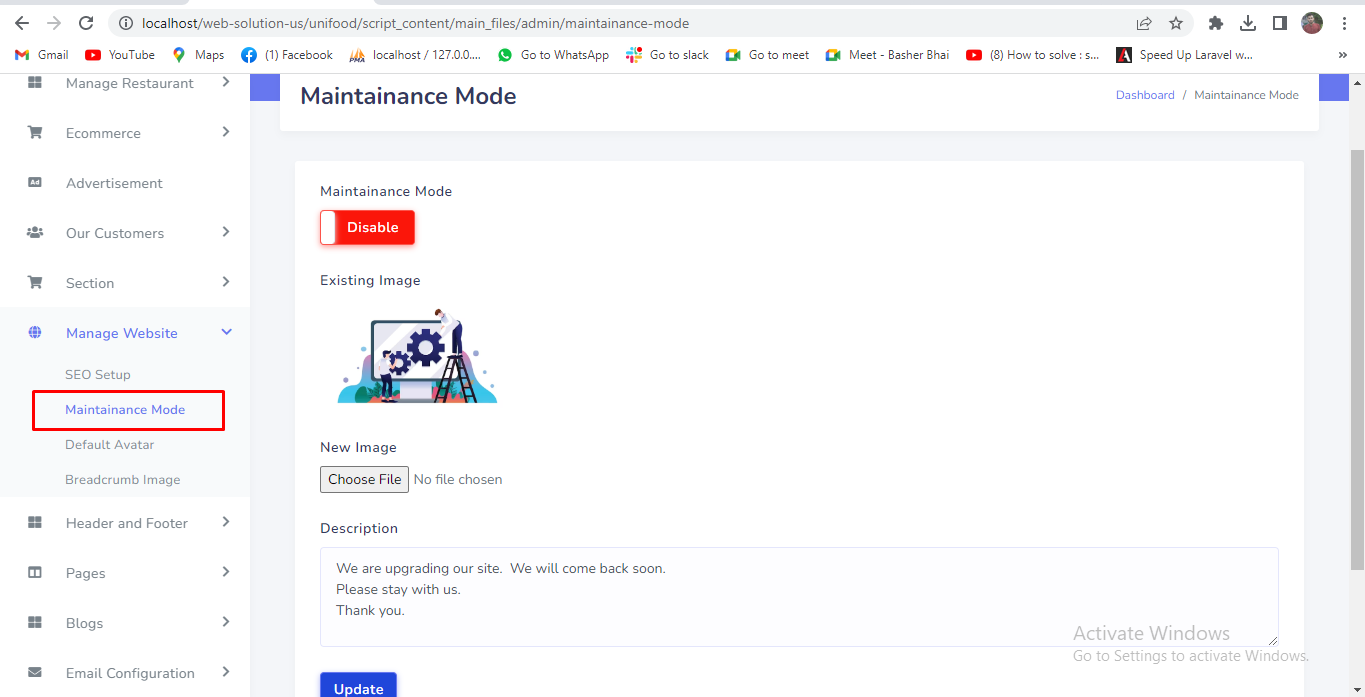 localhost/web-solution-us/unifood/script_content/main_files/admin/maintainance-mode
Gmail YouTube Maps (1) Facebook localhost / 127.0.0.... Go to WhatsApp Go to slack Go to meet Meet - Basher Bhai (8) How to solve : s... Speed Up Laravel w... »
Manage Restaurant
Ecommerce
Ad Advertisement
Our Customers
Section
Manage Website
SEO Setup
Maintainance Mode
Default Avatar
Breadcrumb Image
Header and Footer
Pages
Blogs
Email Configuration
Maintainance Mode
Dashboard / Maintainance Mode
Maintainance Mode
Disable
Existing Image
New Image
Choose File No file chosen
Description
We are upgrading our site.  We will come back soon.
Please stay with us.
Thank you.
Update
Activate Windows
Go to Settings to activate Windows.